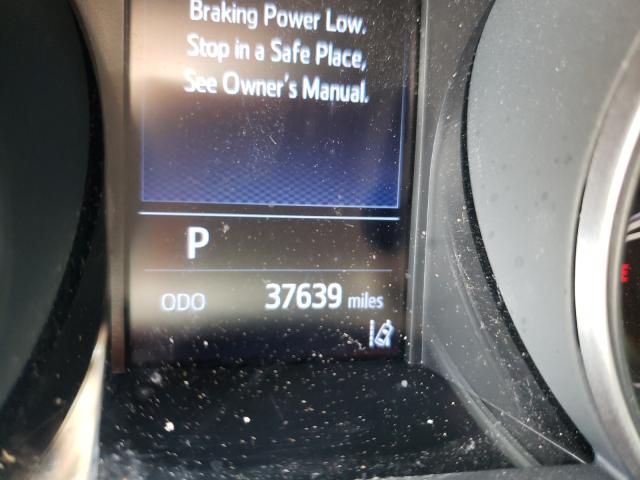 Braking Power Low.
Stop in a Safe Place,
See Owner's Manual.
P
ODO 37639 miles
E